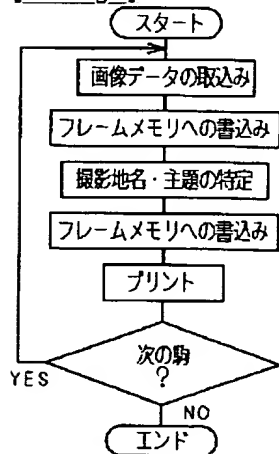 スタート
画像データの取込み
フレームメモリへの書込み
撮影地名・主題の特定
フレームメモリへの書込み
プリント
次の駒
?
YES
NO
エンド